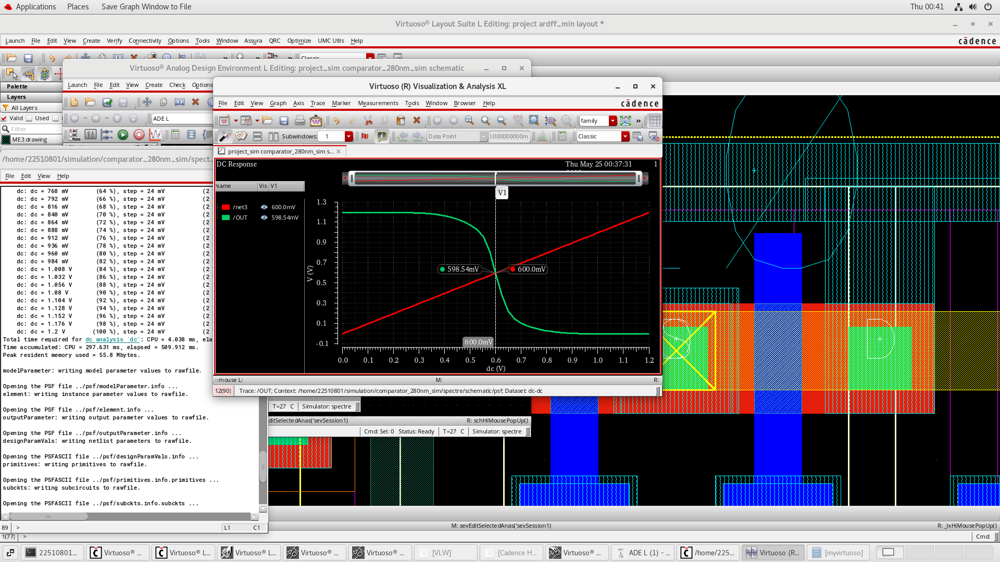 Applications Places Save Graph Window to File Thu 00:41
Virtuoso® Layout Suite L Editing: project ardff_min layout *
Launch File Edit View Create Verify Connectivity Options Tools Window Assura QRC Optimize UMC Utils Help cādence
Classic
Virtuoso® Analog Design Environment L Editing: project_sim comparator_280nm_sim schematic
Launch File Edit View Create Check Options
Palette
Layers
All Layers
Valid Used
Filter
ME3 drawing
ADE L
AC DC Trans
Virtuoso (R) Visualization & Analysis XL
File Edit View Graph Axis Trace Marker Measurements Tools Window Browser Help cādence
family
Subwindows: 1 Data Point Classic
project_sim comparator_280nm_sim s...
DC Response Thu May 25 00:37:31 1
Name Vis V1
/net3 600.0mV
/OUT 598.54mV
V1
1.3
1.1
0.9
0.7
0.5
0.3
0.1
-0.1
V (V)
598.54mV 600.0mV
600.0mV
0.0 0.1 0.2 0.3 0.4 0.5 0.6 0.7 0.8 0.9 1.0 1.1 1.2
dc (V)
mouse L: M: R:
12(90) Trace: /OUT; Context: /home/22510801/simulation/comparator_280nm_sim/spectre/schematic/psf; Dataset: dc-dc
/home/22510801/simulation/comparator_280nm_sim/spect...
File Edit View Help
dc: dc = 768 mV (64 %), step = 24 mV (2
dc: dc = 792 mV (66 %), step = 24 mV (2
dc: dc = 816 mV (68 %), step = 24 mV (2
dc: dc = 840 mV (70 %), step = 24 mV (2
dc: dc = 864 mV (72 %), step = 24 mV (2
dc: dc = 888 mV (74 %), step = 24 mV (2
dc: dc = 912 mV (76 %), step = 24 mV (2
dc: dc = 936 mV (78 %), step = 24 mV (2
dc: dc = 960 mV (80 %), step = 24 mV (2
dc: dc = 984 mV (82 %), step = 24 mV (2
dc: dc = 1.008 V (84 %), step = 24 mV (2
dc: dc = 1.032 V (86 %), step = 24 mV (2
dc: dc = 1.056 V (88 %), step = 24 mV (2
dc: dc = 1.08 V (90 %), step = 24 mV (2
dc: dc = 1.104 V (92 %), step = 24 mV (2
dc: dc = 1.128 V (94 %), step = 24 mV (2
dc: dc = 1.152 V (96 %), step = 24 mV (2
dc: dc = 1.176 V (98 %), step = 24 mV (2
dc: dc = 1.2 V (100 %), step = 24 mV (2
Total time required for dc analysis `dc': CPU = 4.038 ms, ela
Time accumulated: CPU = 297.631 ms, elapsed = 509.912 ms.
Peak resident memory used = 55.8 Mbytes.
modelParameter: writing model parameter values to rawfile.
Opening the PSF file ../psf/modelParameter.info ...
element: writing instance parameter values to rawfile.
Opening the PSF file ../psf/element.info ...
outputParameter: writing output parameter values to rawfile.
Opening the PSF file ../psf/outputParameter.info ...
designParamVals: writing netlist parameters to rawfile.
Opening the PSFASCII file ../psf/designParamVals.info ...
primitives: writing primitives to rawfile.
Opening the PSFASCII file ../psf/primitives.info.primitives ...
subckts: writing subcircuits to rawfile.
Opening the PSFASCII file ../psf/subckts.info.subckts ...
89 > L1 C1
1(77) >
T=27 C Simulator: spectre
ditSelectedAnas('sevSession1) R: schHiMousePopUp()
Cmd: Sel: 0 Status: Ready T=27 C Simulator: spectre
D
M: sevEditSelectedAnas('sevSession1) R: _lxHiMousePopUp()
Cmd:
22510801... Virtuoso® ... Virtuoso® L... Virtuoso® L... Virtuoso® ... Virtuoso® ... [VLW] [Cadence H... Virtuoso® ... ADE L (1) - ... /home/225... Virtuoso (R... [myvirtuoso]